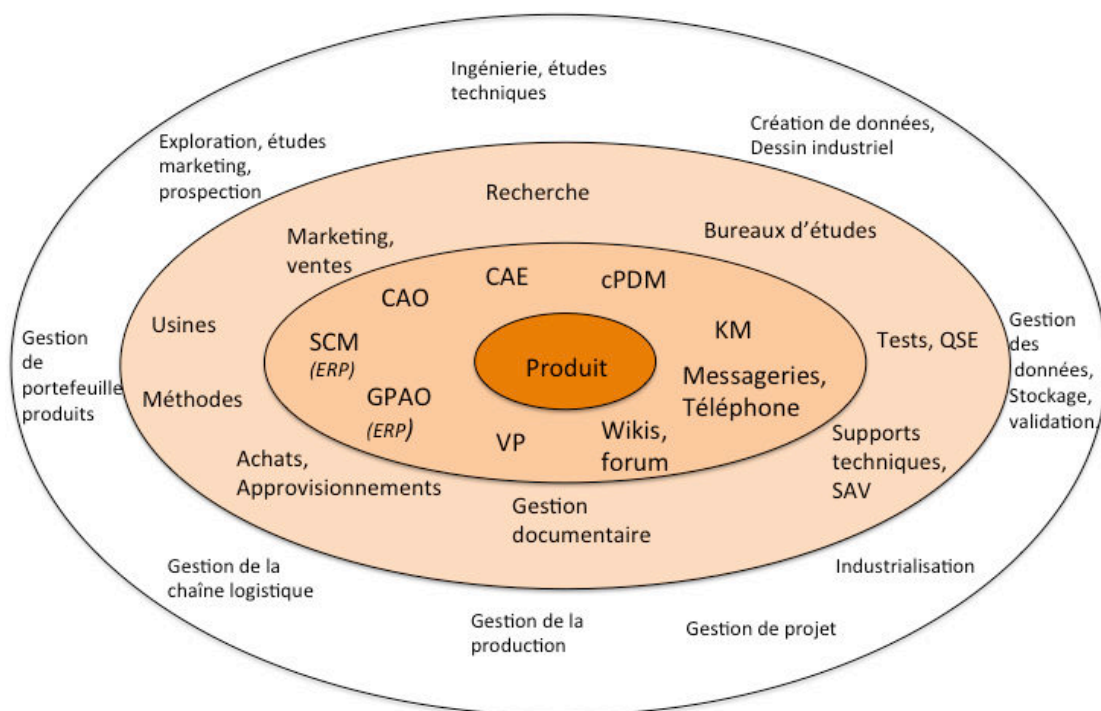 Ingénierie, études
techniques
Création de données,
Dessin industriel
Exploration, études
marketing,
prospection
Recherche
Bureaux d’études
Marketing,
ventes
CAE
cPDM
CAO
KM
Usines
SCM
(ERP)
Produit
Tests, QSE
Gestion
de
portefeuille
produits
Gestion
des
données,
Stockage,
validation.
Méthodes
GPAO
(ERP)
Messageries,
Téléphone
VP
Wikis,
forum
Supports
techniques,
SAV
Achats,
Approvisionnements
Gestion
documentaire
Gestion de la
chaîne logistique
Industrialisation
Gestion de la
production
Gestion de projet